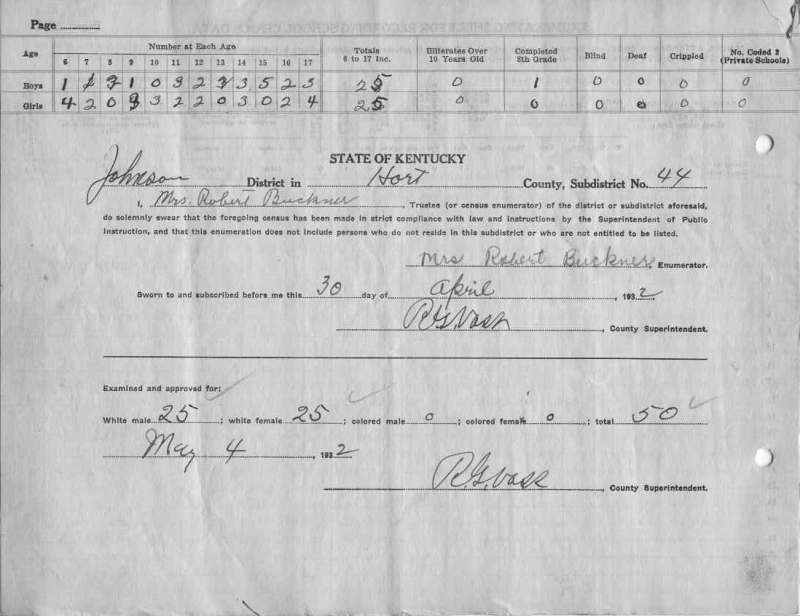 Page
Age Number at Each Age Totals 6 to 17 Inc. Illiterates Over 10 Years Old Completed 8th Grade Blind Deaf Crippled No. Coded 2 (Private Schools)
6 7 8 9 10 11 12 13 14 15 16 17
Boys 1 1 3 1 0 3 2 3 3 5 2 3 25 0 1 0 0 0 0
Girls 4 2 0 3 3 2 2 0 3 0 2 4 25 0 0 0 0 0 0
STATE OF KENTUCKY
Johnson District in Hart County, Subdistrict No. 44
I, Mrs. Robert Buckner, Trustee (or census enumerator) of the district or subdistrict aforesaid,
do solemnly swear that the foregoing census has been made in strict compliance with law and instructions by the Superintendent of Public
Instruction, and that this enumeration does not include persons who do not reside in this subdistrict or who are not entitled to be listed.
Mrs Robert Buckner, Enumerator.
Sworn to and subscribed before me this 30 day of April, 1932.
R.G. Vass, County Superintendent.
Examined and approved for:
White male 25; white female 25; colored male 0; colored female 0; total 50
May 4, 1932
R.G. Vass, County Superintendent.